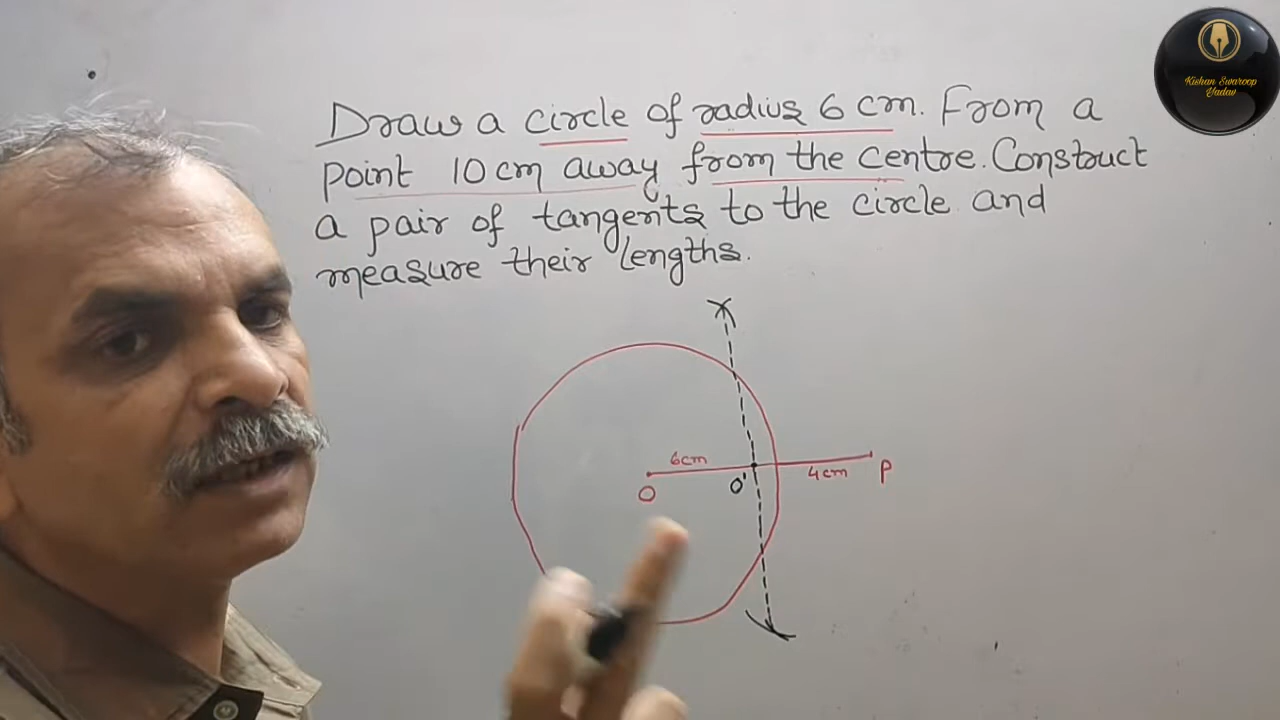 Kishan Swaroop
Yadav
Draw a circle of radius 6 cm. From a
point 10 cm away from the centre. Construct
a pair of tangents to the circle and
measure their lengths.
6cm
O
O'
4cm
P